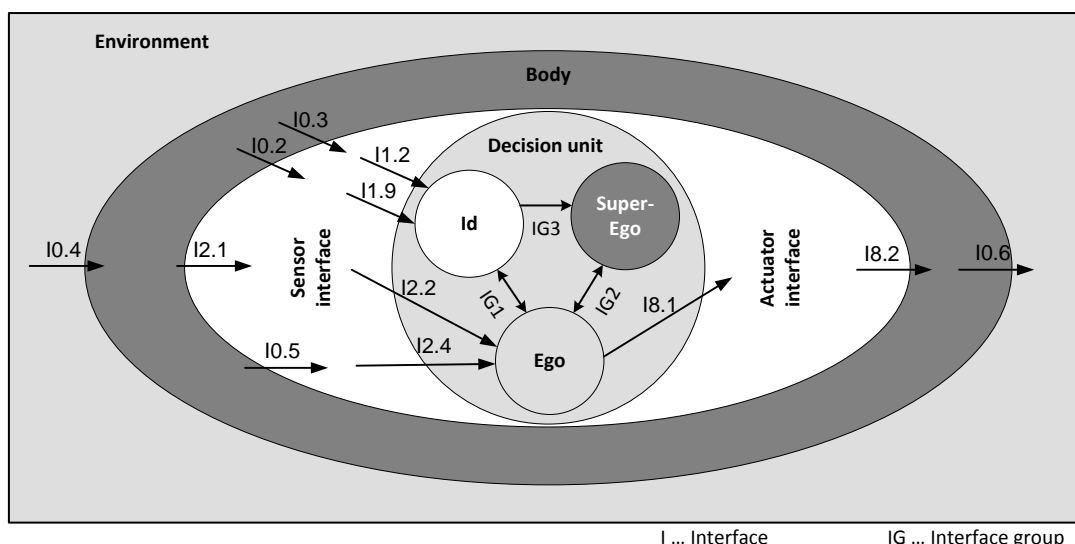 Environment
Body
I0.3
I0.2
I1.2
Decision unit
I1.9
Id
Super-
Ego
IG3
I0.4
I2.1
Sensor
interface
I2.2
IG1
IG2
I8.1
Actuator
interface
I8.2
I0.6
I0.5
I2.4
Ego
I ... Interface
IG ... Interface group